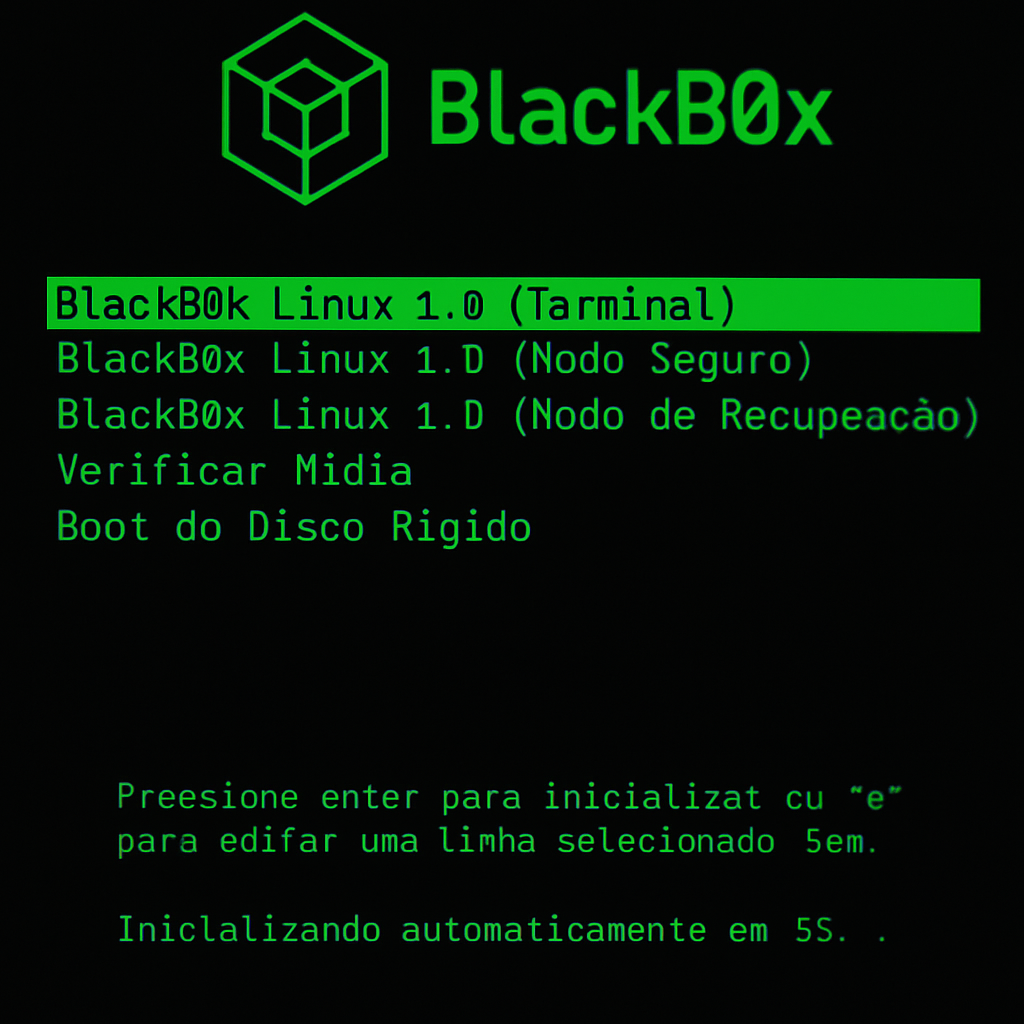 BlackB0x
BlackB0k Linux 1.0 (Tarminal)
BlackB0x Linux 1.D (Nodo Seguro)
BlackB0x Linux 1.D (Nodo de Recupeacào)
Verificar Midia
Boot do Disco Rigido
Preesione enter para inicializat cu “e”
para edifar uma limha selecionado 5em.
Iniclalizando automaticamente em 5S. .